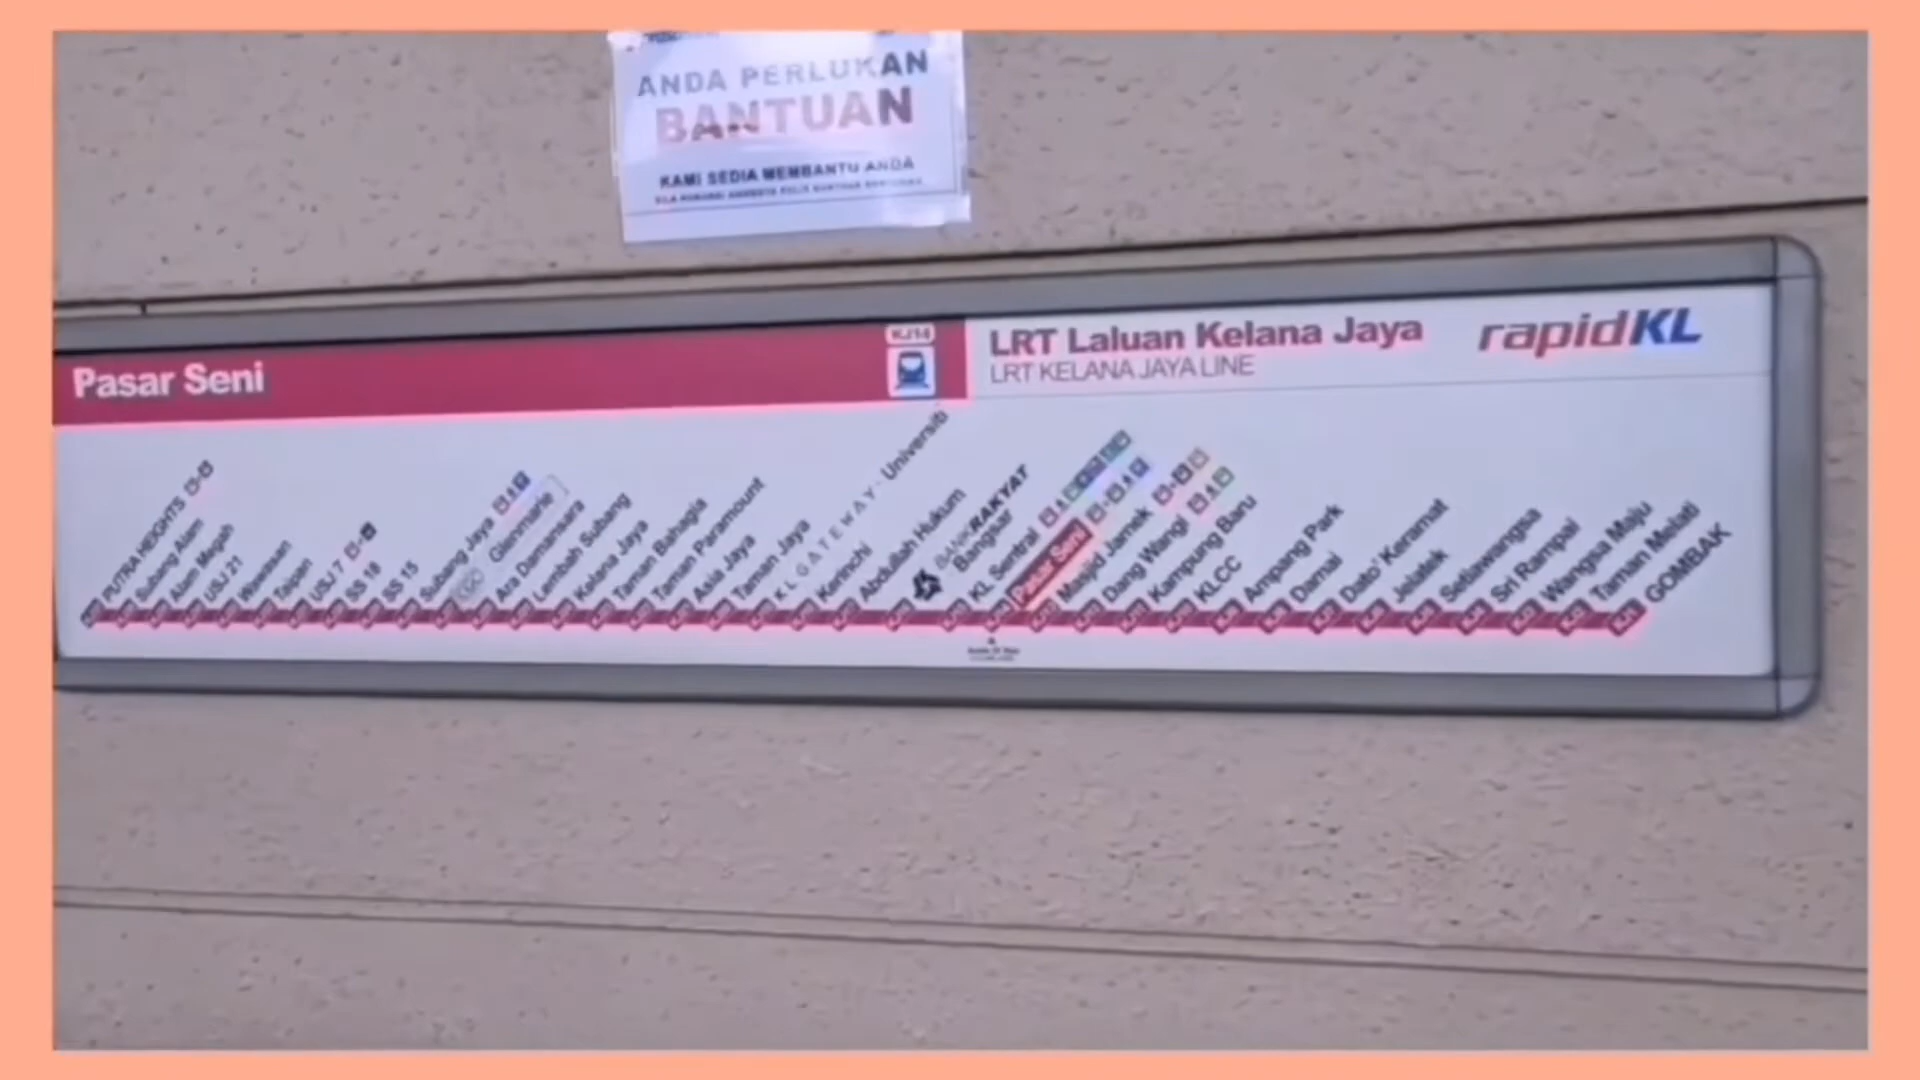 ANDA PERLUKAN
BANTUAN
KAMI SEDIA MEMBANTU ANDA
Pasar Seni
KJ14
LRT Laluan Kelana Jaya
LRT KELANA JAYA LINE
rapidKL
PUTRA HEIGHTS
Subang Alam
Alam Megah
USJ 21
Wawasan
Taipan
USJ 7
SS 18
SS 15
Subang Jaya
CGC Glenmarie
Ara Damansara
Lembah Subang
Kelana Jaya
Taman Bahagia
Taman Paramount
Asia Jaya
Taman Jaya
KL GATEWAY - Universiti
Kerinchi
Abdullah Hukum
BANK RAKYAT
Bangsar
KL Sentral
Pasar Seni
Masjid Jamek
Dang Wangi
Kampung Baru
KLCC
Ampang Park
Damai
Dato' Keramat
Jelatek
Setiawangsa
Sri Rampai
Wangsa Maju
Taman Melati
GOMBAK